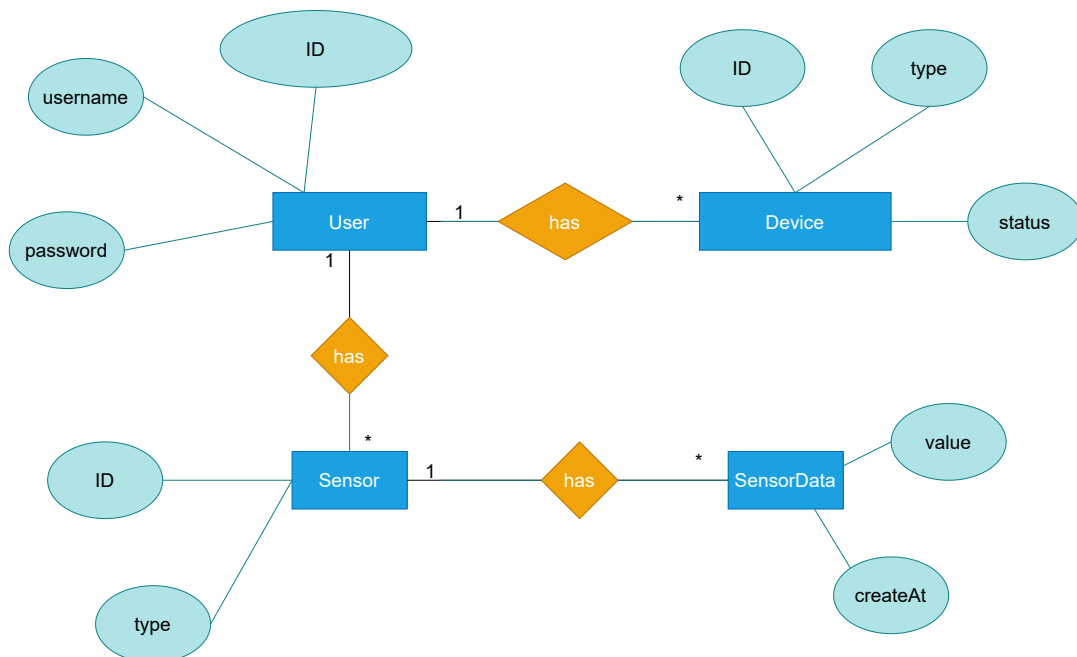 ID
ID
type
username
User
1
has
*
Device
status
password
1
has
*
ID
Sensor
1
has
*
SensorData
value
type
createAt